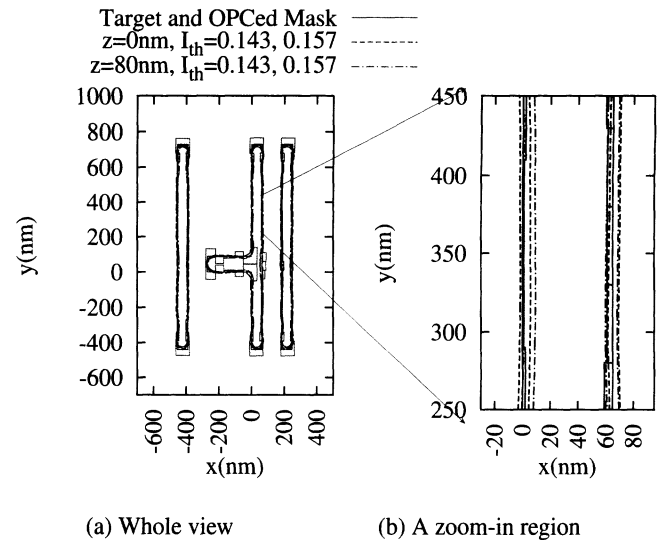 Target and OPCed Mask
z=0nm, Ith=0.143, 0.157
z=80nm, Ith=0.143, 0.157
1000
800
600
400
200
0
-200
-400
-600
y(nm)
-600
-400
-200
0
200
400
x(nm)
450
400
350
300
250
y(nm)
-20
0
20
40
60
80
x(nm)
(a) Whole view
(b) A zoom-in region